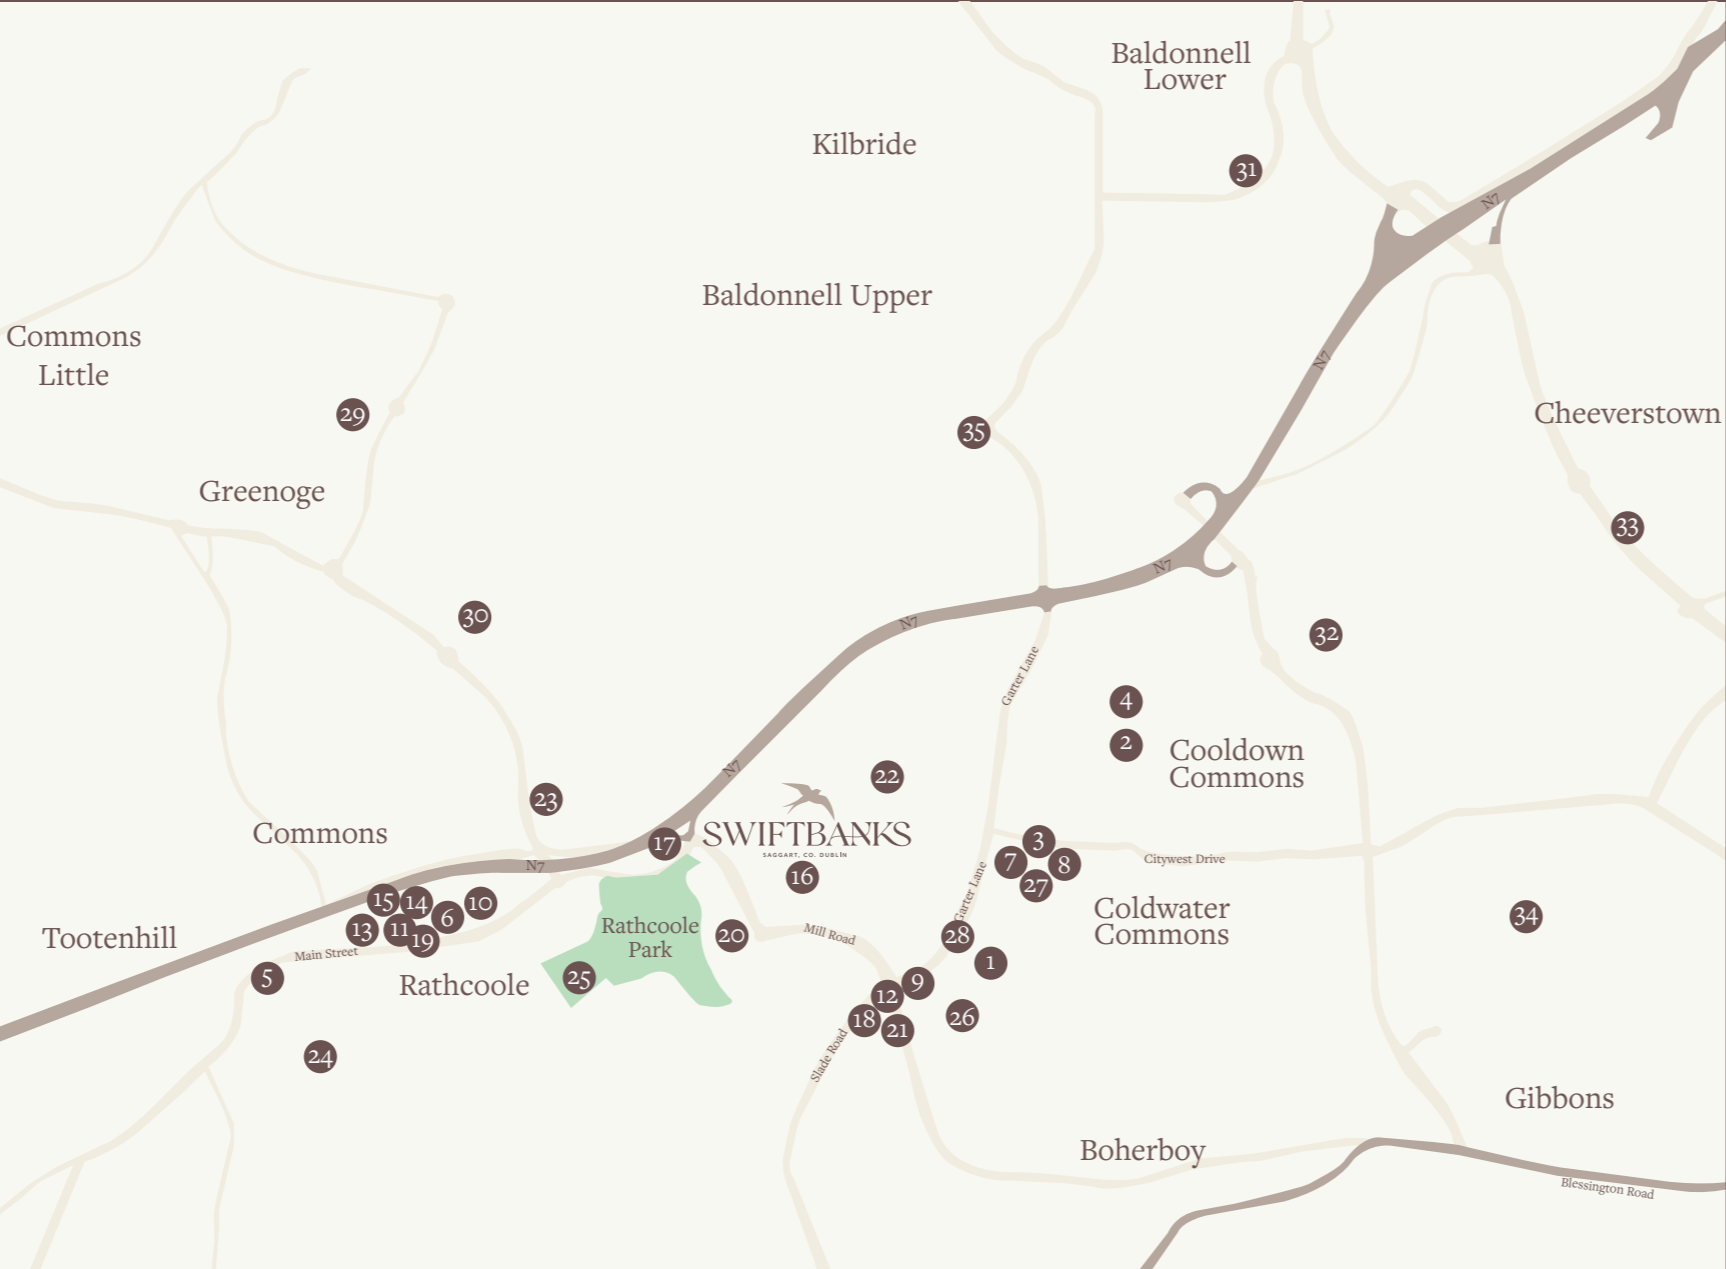 Baldonnell
Lower
Kilbride
31
N7
Baldonnell Upper
Commons
Little
N7
29
35
Cheeverstown
Greenoge
33
N7
30
N7
32
Garter Lane
4
2
Cooldown
Commons
N7
22
23
SWIFTBANKS
SAGGART, CO. DUBLIN
Commons
17
3
7
8
27
Citywest Drive
N7
16
Garter Lane
15
14
10
6
13
11
19
Rathcoole
Park
20
Mill Road
28
Coldwater
Commons
34
Tootenhill
Main Street
5
Rathcoole
25
1
9
12
18
21
26
Slade Road
24
Gibbons
Boherboy
Blessington Road